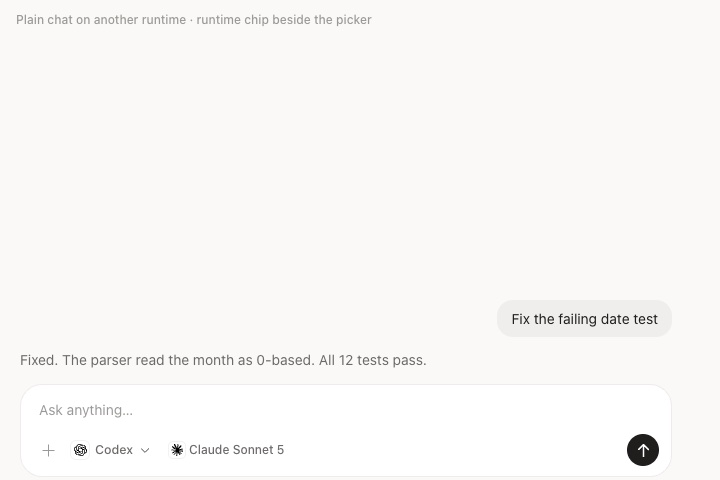 Plain chat on another runtime · runtime chip beside the picker
Fix the failing date test
Fixed. The parser read the month as 0-based. All 12 tests pass.
Ask anything...
Codex
Claude Sonnet 5